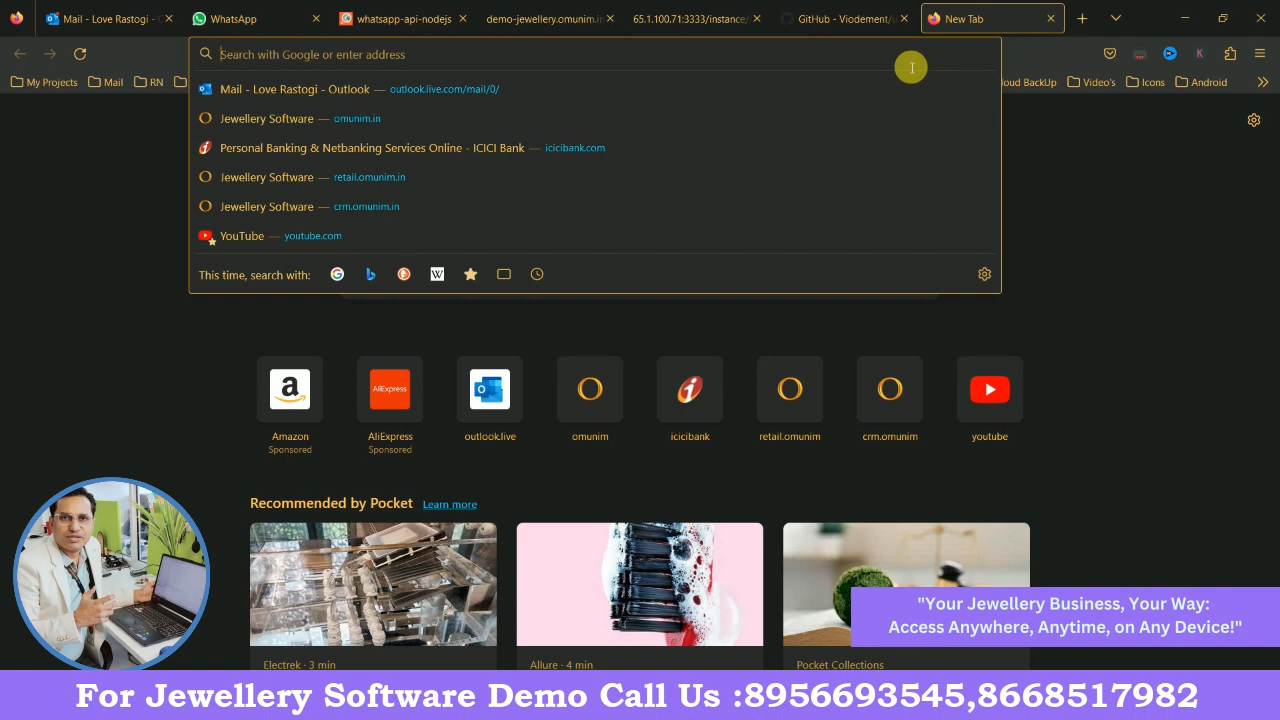 Mail - Love Rastogi - O
WhatsApp
whatsapp-api-nodejs
demo-jewellery.omunim.i
65.1.100.71:3333/instance/
GitHub - Viodement/
New Tab
Search with Google or enter address
My Projects
Mail
RN
loud BackUp
Video's
Icons
Android
Mail - Love Rastogi - Outlook — outlook.live.com/mail/0/
Jewellery Software — omunim.in
Personal Banking & Netbanking Services Online - ICICI Bank — icicibank.com
Jewellery Software — retail.omunim.in
Jewellery Software — crm.omunim.in
YouTube — youtube.com
This time, search with:
AliExpress
Amazon
Sponsored
AliExpress
Sponsored
outlook.live
omunim
icicibank
retail.omunim
crm.omunim
youtube
Recommended by Pocket Learn more
"Your Jewellery Business, Your Way:
Access Anywhere, Anytime, on Any Device!"
Electrek · 3 min
Allure · 4 min
Pocket Collections
For Jewellery Software Demo Call Us :8956693545,8668517982